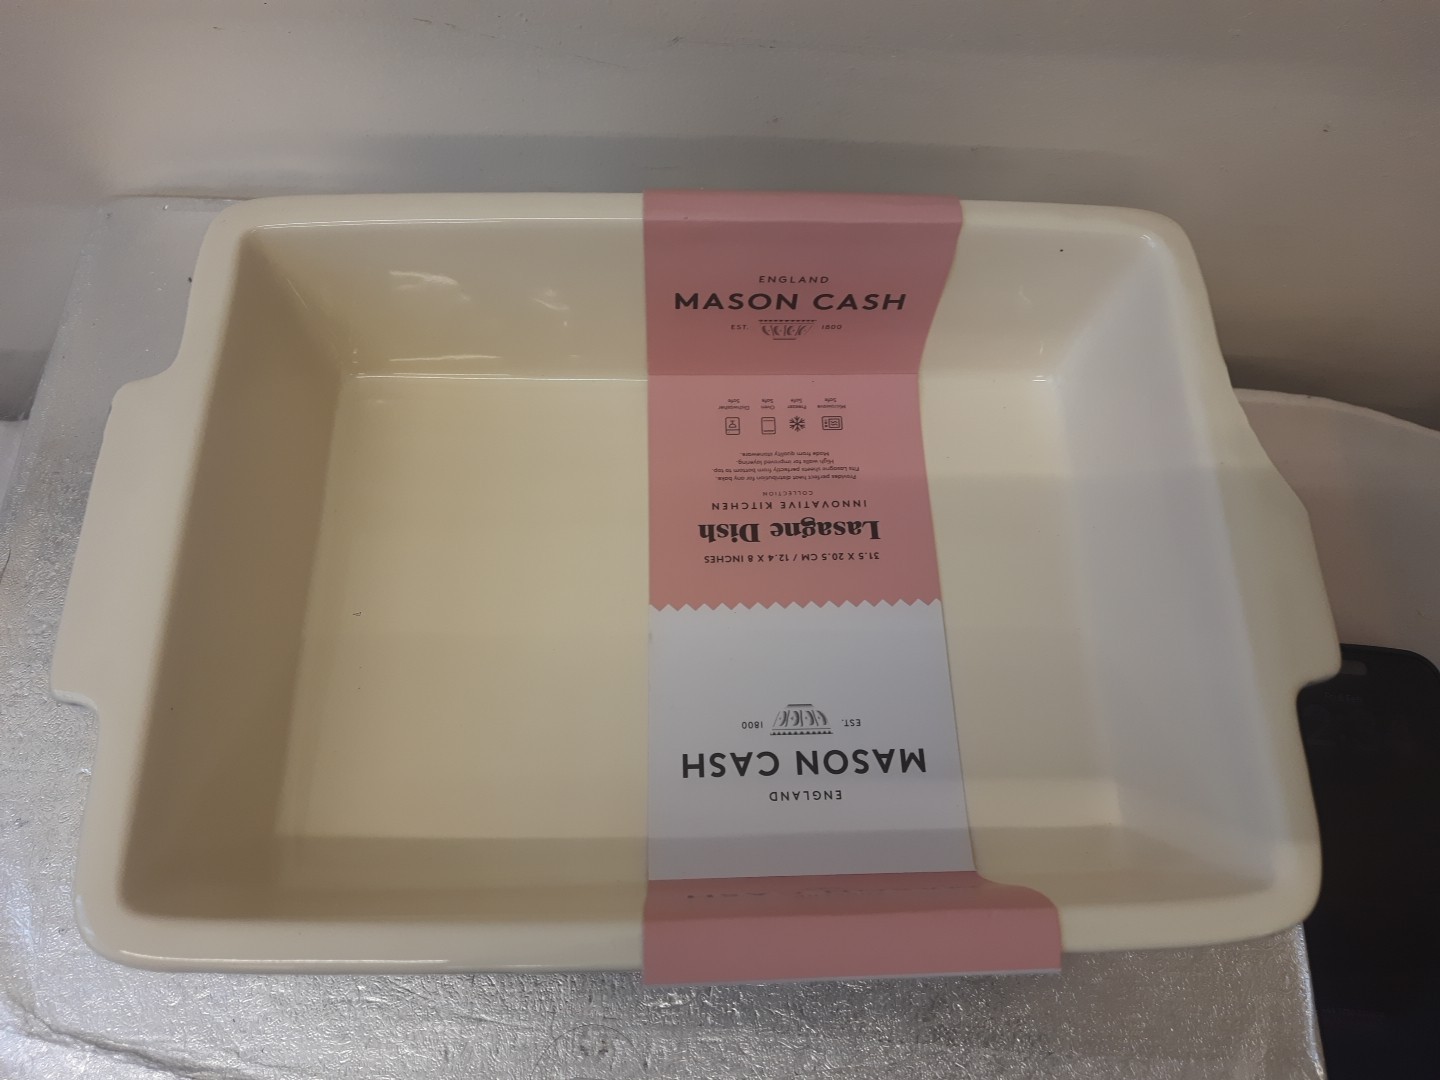 ENGLAND
MASON CASH
EST. 1800
31.5 X 20.5 CM / 12.4 X 8 INCHES
Lasagne Dish
INNOVATIVE KITCHEN
COLLECTION
Provides perfect heat distribution for any bake.
Fits Lasagne sheets perfectly from bottom to top.
High walls for improved layering.
Made from quality stoneware.
Microwave Safe
Freezer Safe
Oven Safe
Dishwasher Safe
ENGLAND
MASON CASH
EST. 1800